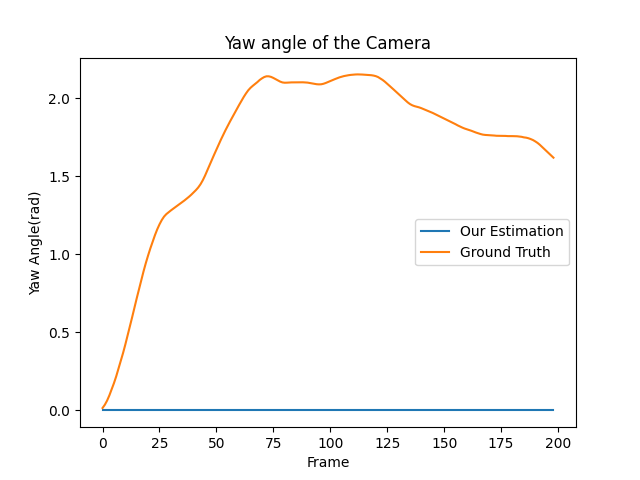 Yaw angle of the Camera
Yaw Angle(rad)
2.0
1.5
1.0
0.5
0.0
Our Estimation
Ground Truth
0 25 50 75 100 125 150 175 200
Frame